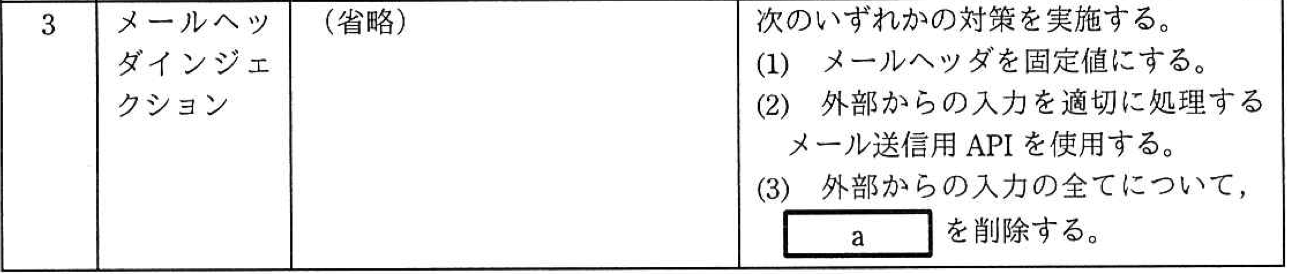 3
メールヘッ
ダインジェ
クション
（省略）
次のいずれかの対策を実施する。
(1) メールヘッダを固定値にする。
(2) 外部からの入力を適切に処理する
メール送信用 API を使用する。
(3) 外部からの入力の全てについて，
a を削除する。